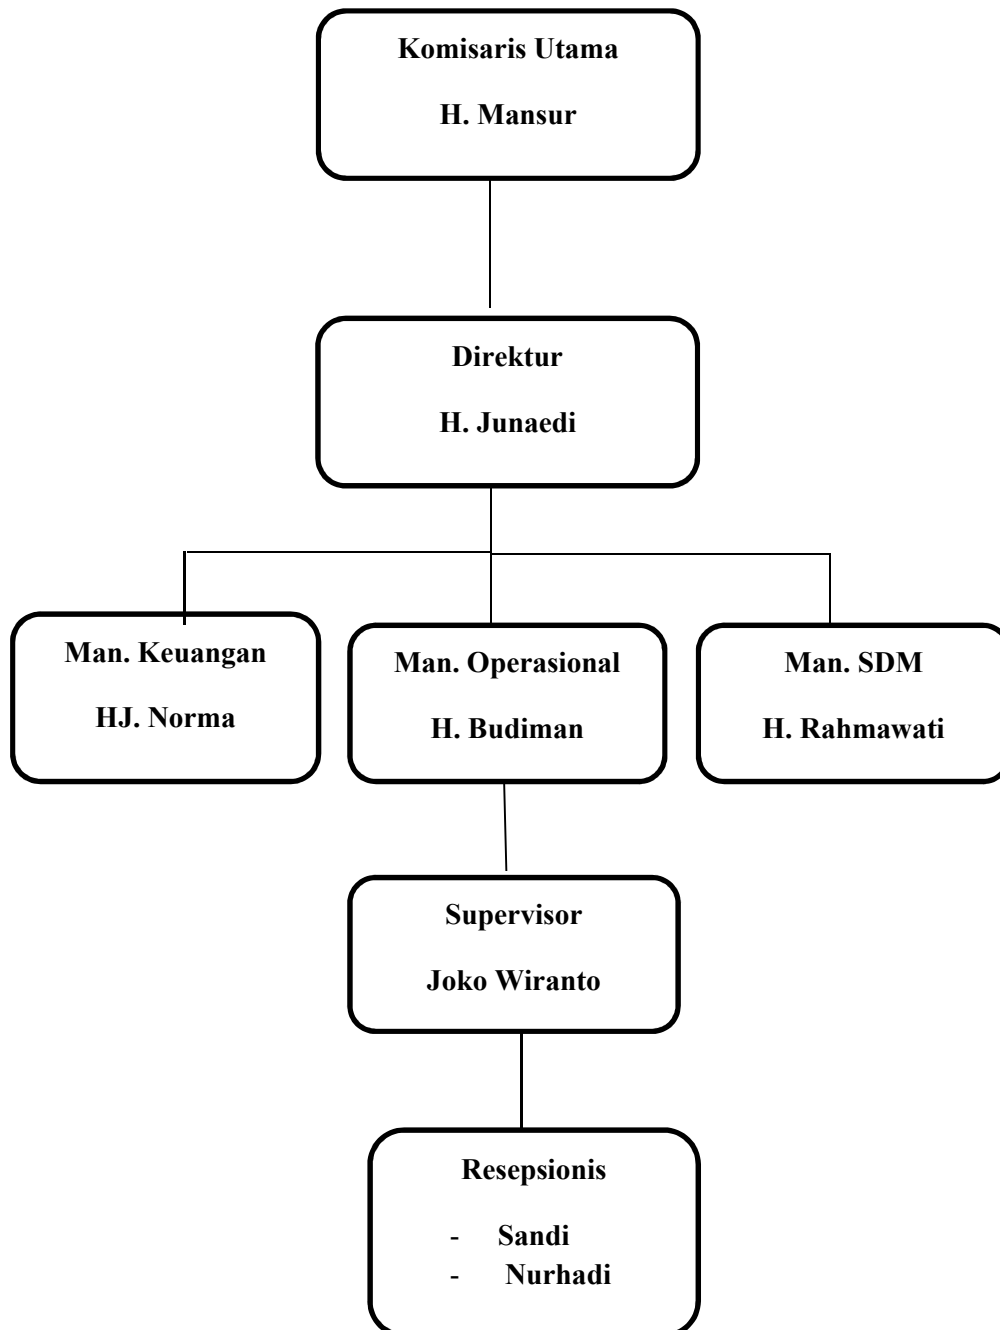 Komisaris Utama
H. Mansur
Direktur
H. Junaedi
Man. Keuangan
HJ. Norma
Man. Operasional
H. Budiman
Man. SDM
H. Rahmawati
Supervisor
Joko Wiranto
Resepsionis
- Sandi
- Nurhadi